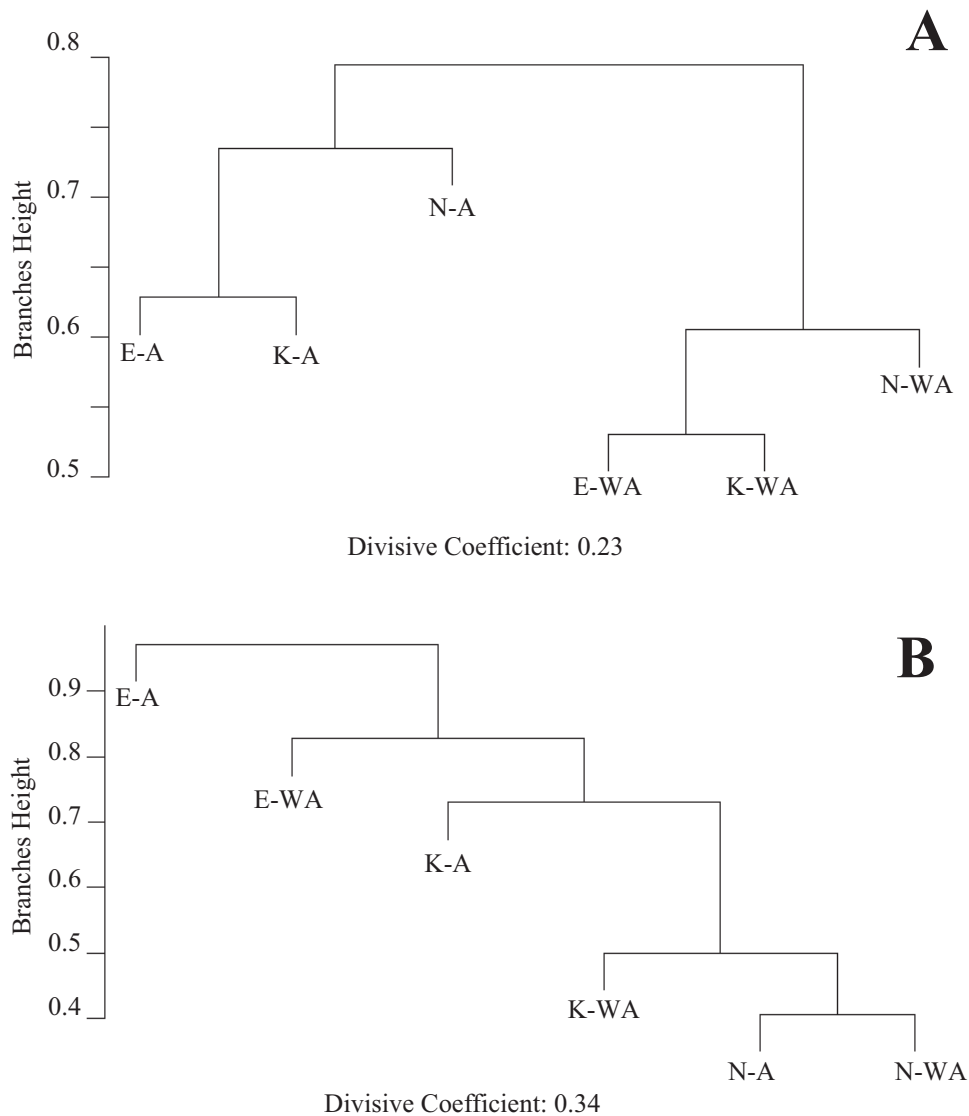 A
0.8
0.7
0.6
0.5
Branches Height
N-A
E-A
K-A
N-WA
E-WA
K-WA
Divisive Coefficient: 0.23
B
0.9
0.8
0.7
0.6
0.5
0.4
Branches Height
E-A
E-WA
K-A
K-WA
N-A
N-WA
Divisive Coefficient: 0.34